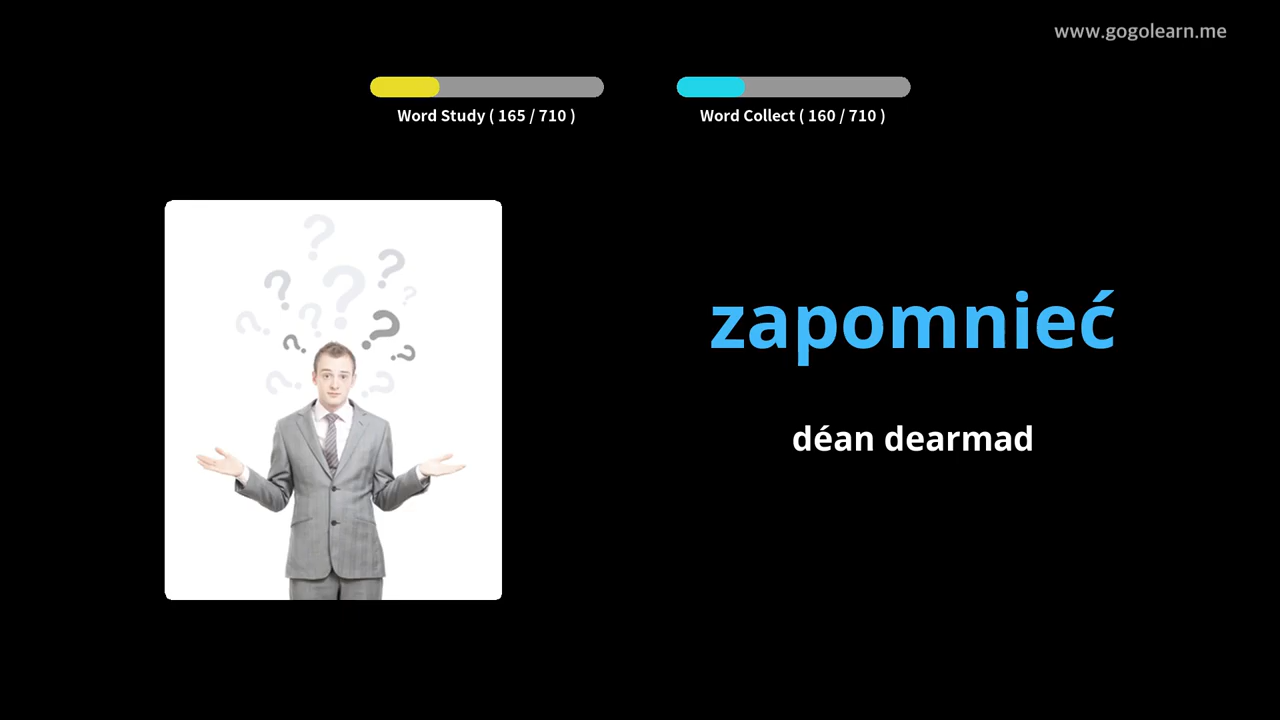 www.gogolearn.me
Word Study ( 165 / 710 )
Word Collect ( 160 / 710 )
zapomnieć
déan dearmad